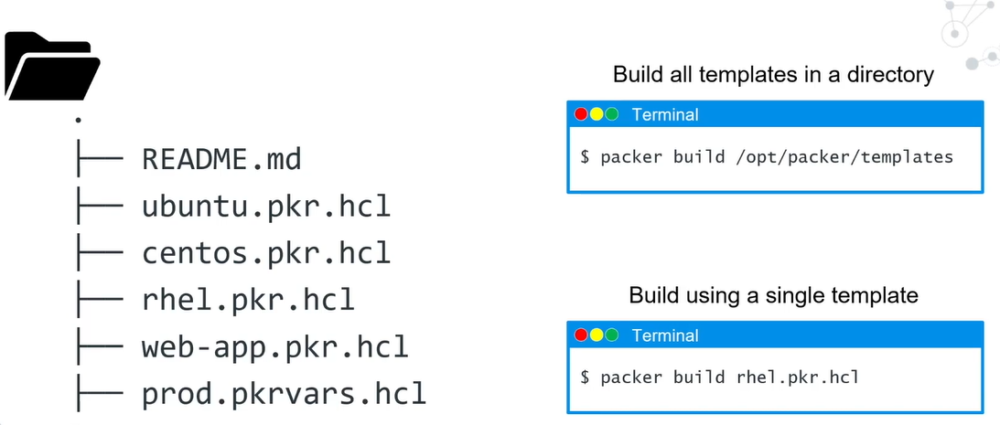 .
├── README.md
├── ubuntu.pkr.hcl
├── centos.pkr.hcl
├── rhel.pkr.hcl
├── web-app.pkr.hcl
├── prod.pkrvars.hcl
Build all templates in a directory
Terminal
$ packer build /opt/packer/templates
Build using a single template
Terminal
$ packer build rhel.pkr.hcl